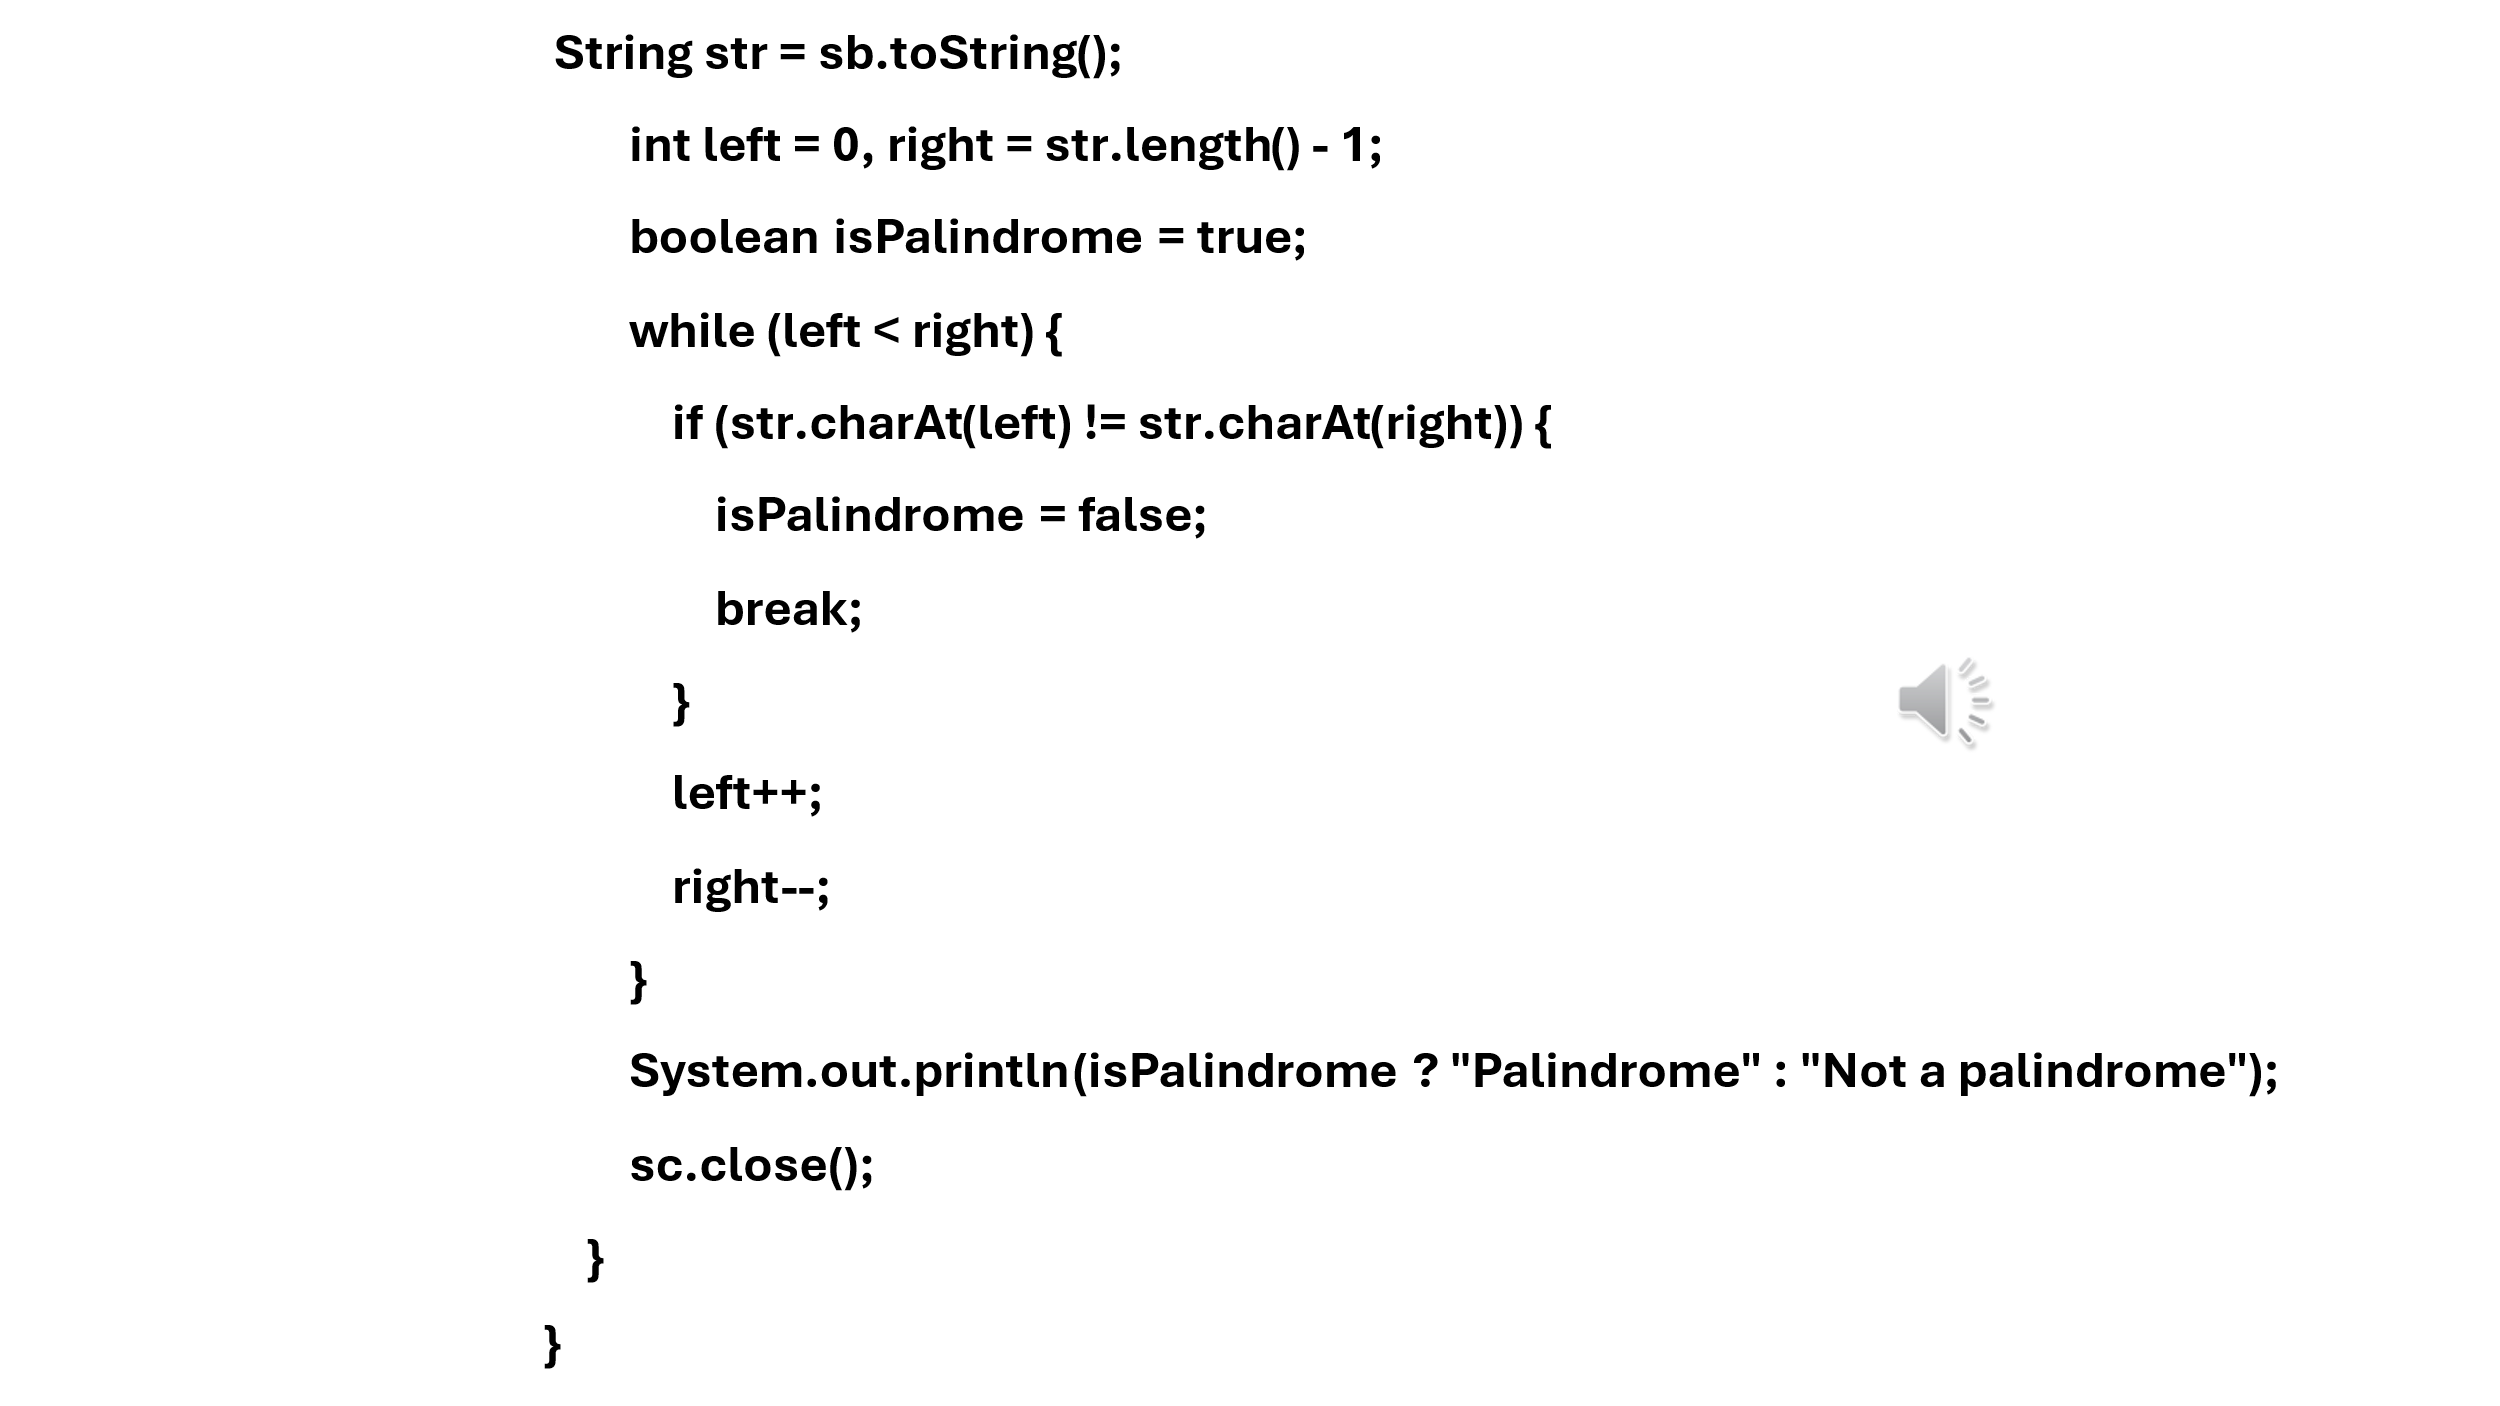 String str = sb.toString();
int left = 0, right = str.length() - 1;
boolean isPalindrome = true;
while (left < right) {
if (str.charAt(left) != str.charAt(right)) {
isPalindrome = false;
break;
}
left++;
right--;
}
System.out.println(isPalindrome ? "Palindrome" : "Not a palindrome");
sc.close();
}
}